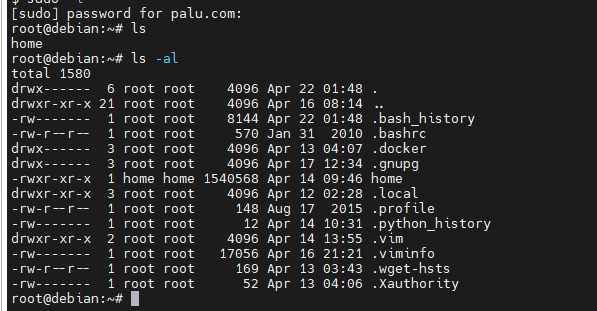 [sudo] password for palu.com:
root@debian:~# ls
home
root@debian:~# ls -al
total 1580
drwx------  6 root root    4096 Apr 22 01:48 .
drwxr-xr-x 21 root root    4096 Apr 16 08:14 ..
-rw-------  1 root root    8144 Apr 22 01:48 .bash_history
-rw-r--r--  1 root root     570 Jan 31  2010 .bashrc
drwx------  3 root root    4096 Apr 13 04:07 .docker
drwx------  3 root root    4096 Apr 17 12:34 .gnupg
-rwxr-xr-x  1 home home 1540568 Apr 14 09:46 home
drwxr-xr-x  3 root root    4096 Apr 12 02:28 .local
-rw-r--r--  1 root root     148 Aug 17  2015 .profile
-rw-------  1 root root      12 Apr 14 10:31 .python_history
drwxr-xr-x  2 root root    4096 Apr 14 13:55 .vim
-rw-------  1 root root   17056 Apr 16 21:21 .viminfo
-rw-r--r--  1 root root     169 Apr 13 03:43 .wget-hsts
-rw-------  1 root root      52 Apr 13 04:06 .Xauthority
root@debian:~#